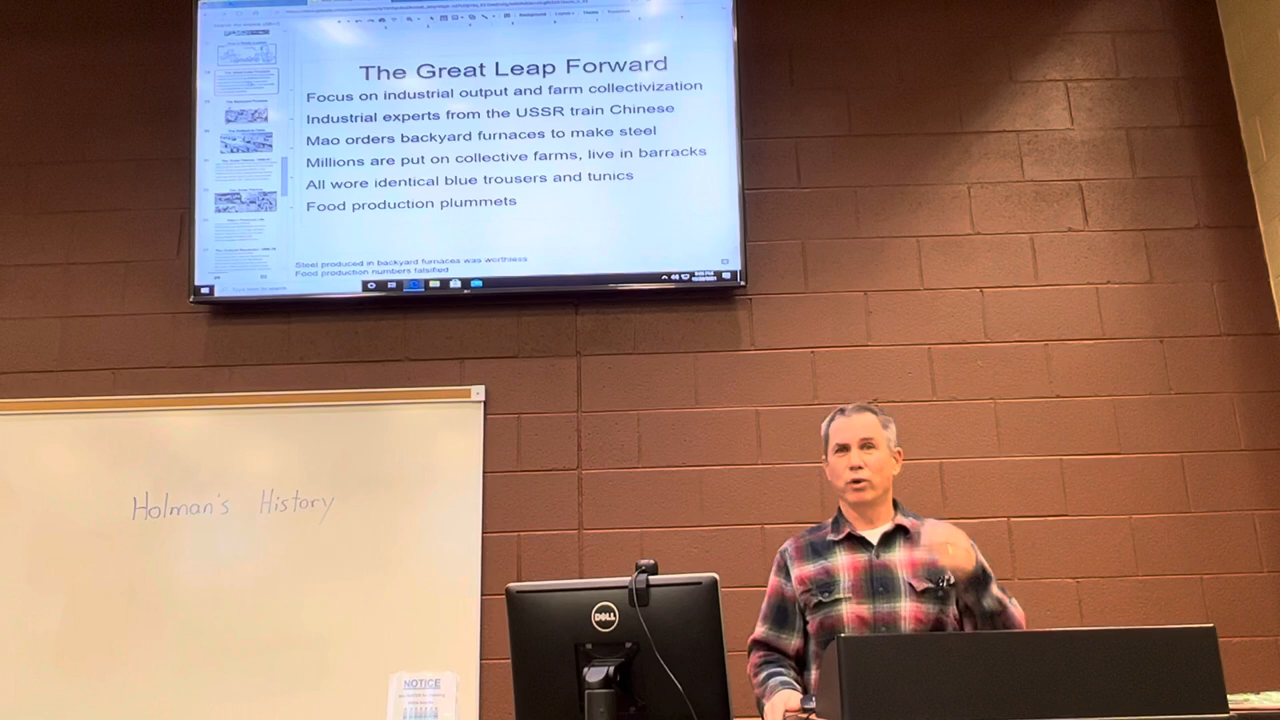 The Great Leap Forward
Focus on industrial output and farm collectivization
Industrial experts from the USSR train Chinese
Mao orders backyard furnaces to make steel
Millions are put on collective farms, live in barracks
All wore identical blue trousers and tunics
Food production plummets
Steel produced in backyard furnaces was worthless
Food production numbers falsified
Holman's History
DELL
NOTICE